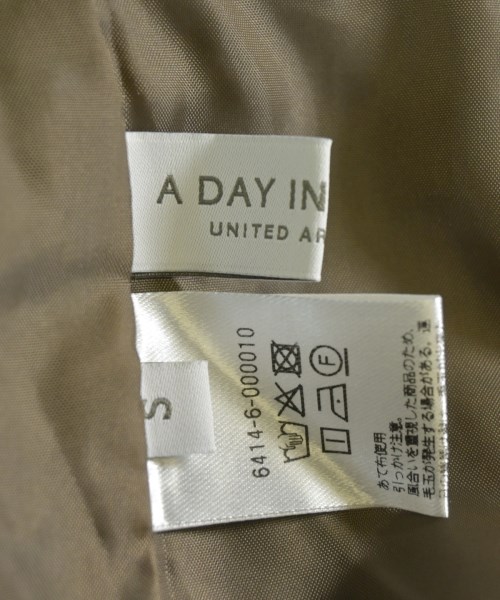 A DAY IN
UNITED AR
S
6414-6-000010
F
あて布使用
引っかけ注意。
風合いを重視した商品のため、
毛玉が発生する場合がある。